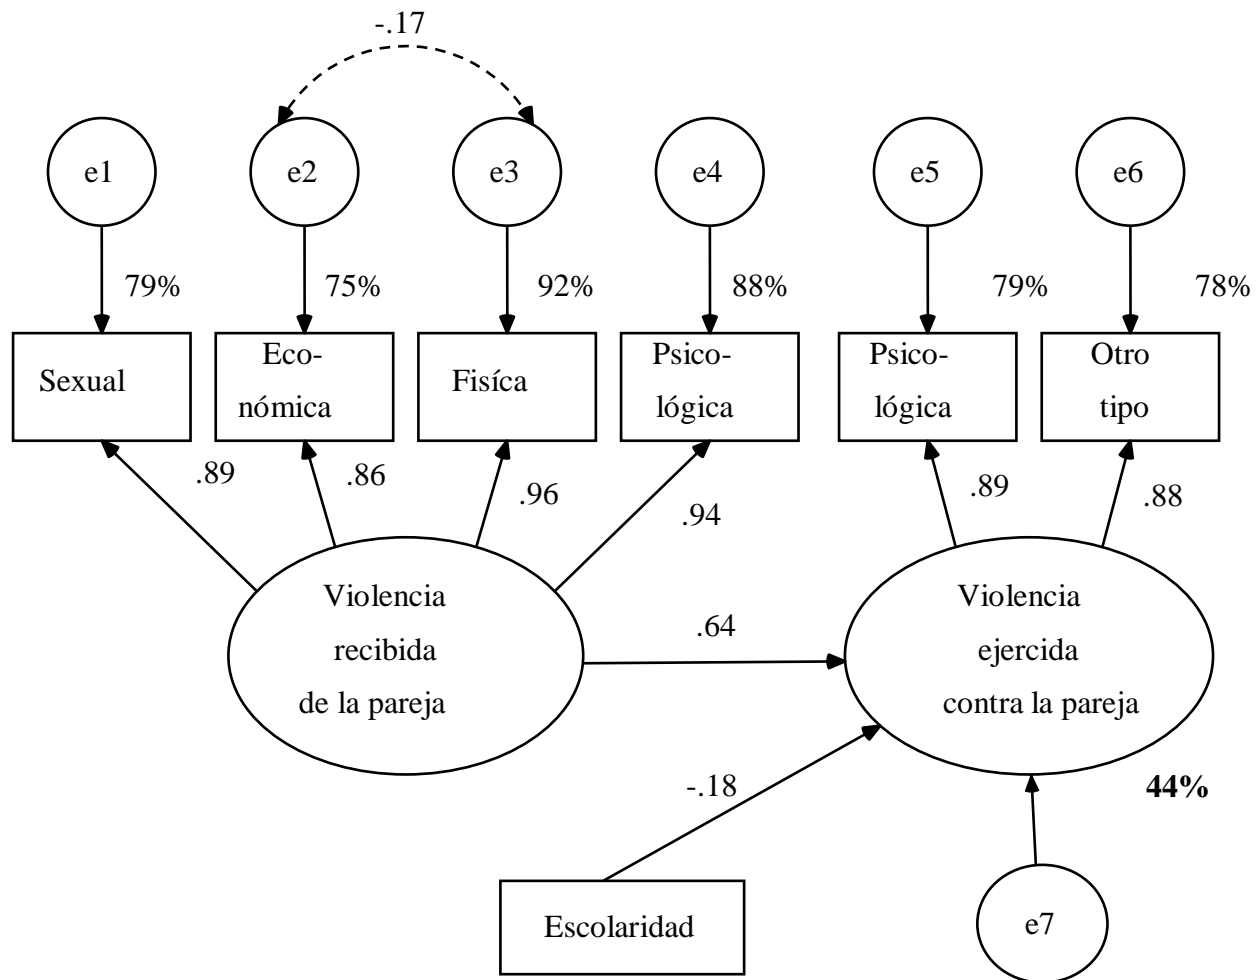 -.17
e1 e2 e3 e4 e5 e6
79% 75% 92% 88% 79% 78%
Sexual
Eco-
nómica
Fisíca
Psico-
lógica
Psico-
lógica
Otro
tipo
.89 .86 .96 .94 .89 .88
Violencia
recibida
de la pareja
.64
Violencia
ejercida
contra la pareja
-.18
44%
Escolaridad
e7